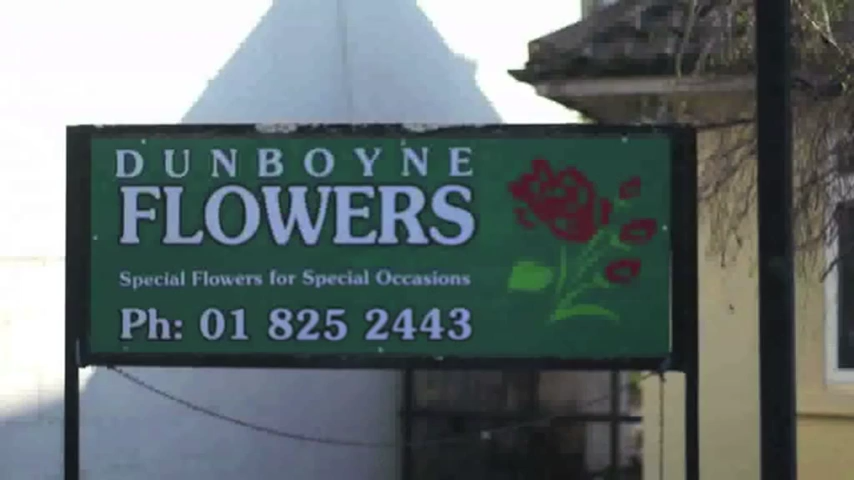 DUNBOYNE
FLOWERS
Special Flowers for Special Occasions
Ph: 01 825 2443